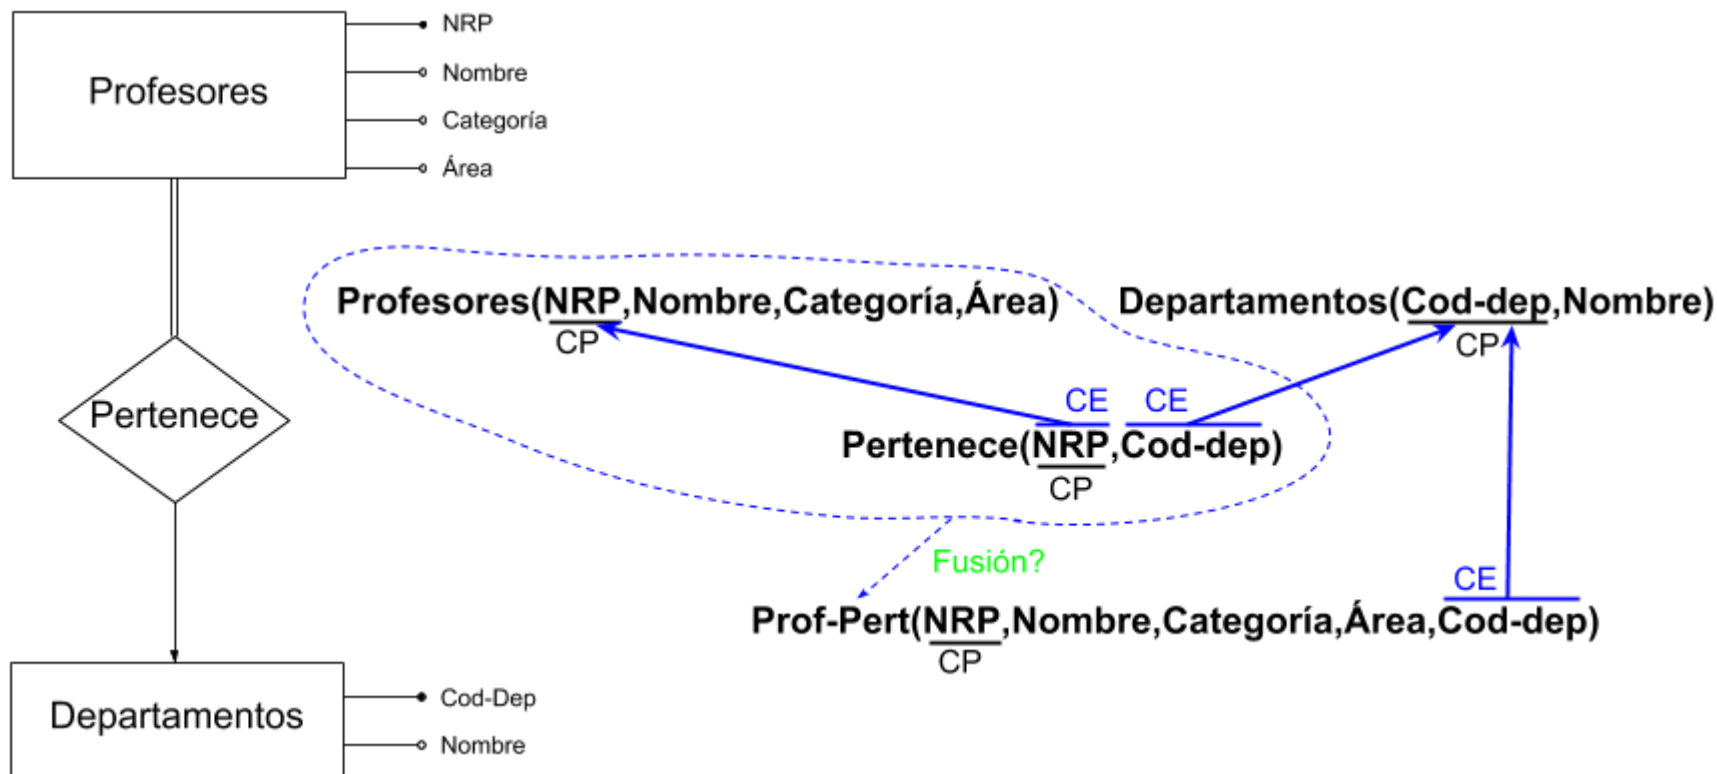 NRP
Nombre
Categoría
Área
Profesores
Pertenece
Departamentos
Cod-Dep
Nombre
Profesores(NRP,Nombre,Categoría,Área)
CP
Departamentos(Cod-dep,Nombre)
CP
CE CE
Pertenece(NRP,Cod-dep)
CP
Fusión?
CE
Prof-Pert(NRP,Nombre,Categoría,Área,Cod-dep)
CP